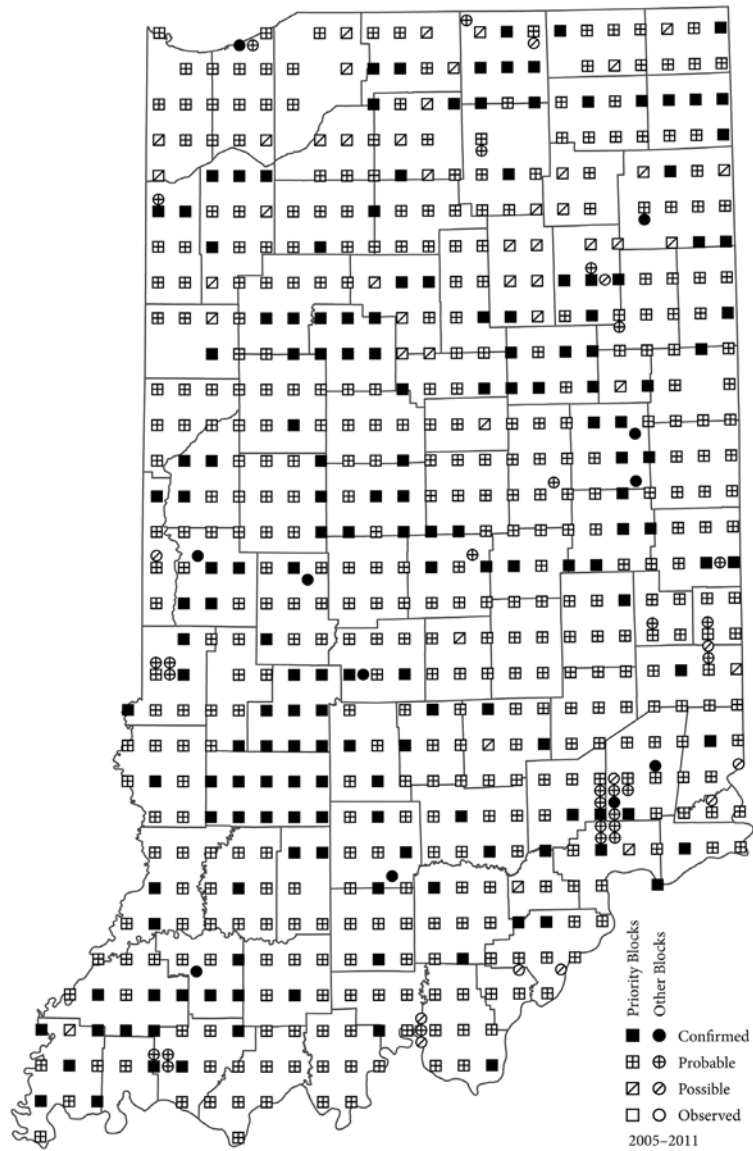 Priority Blocks
Other Blocks
Confirmed
Probable
Possible
Observed
2005–2011